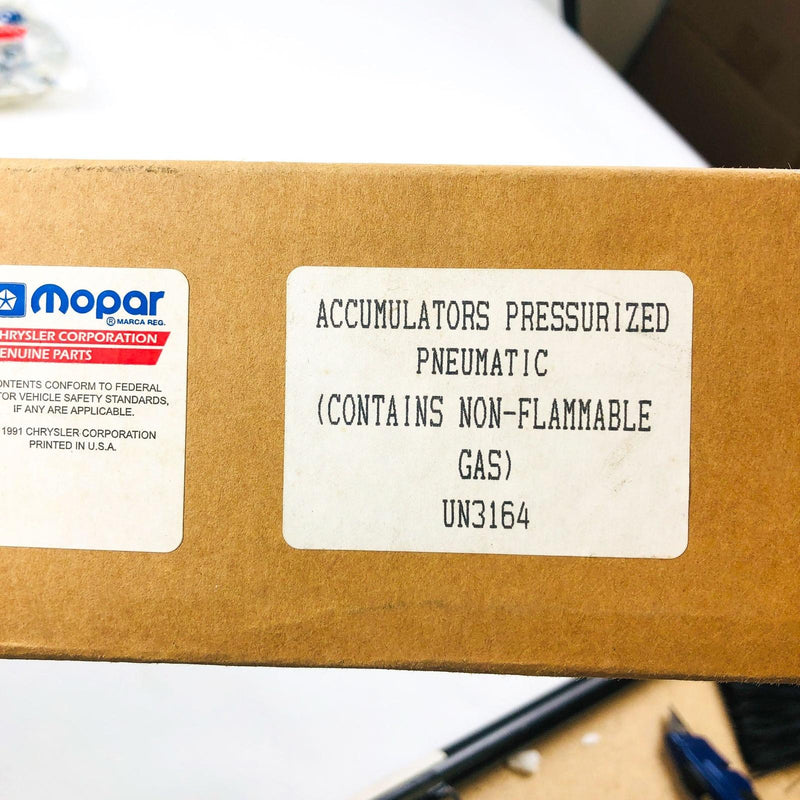 mopar
® MARCA REG.
HRYSLER CORPORATION
ENUINE PARTS
ONTENTS CONFORM TO FEDERAL
TOR VEHICLE SAFETY STANDARDS,
IF ANY ARE APPLICABLE.
1991 CHRYSLER CORPORATION
PRINTED IN U.S.A.
ACCUMULATORS PRESSURIZED
PNEUMATIC
(CONTAINS NON-FLAMMABLE
GAS)
UN3164